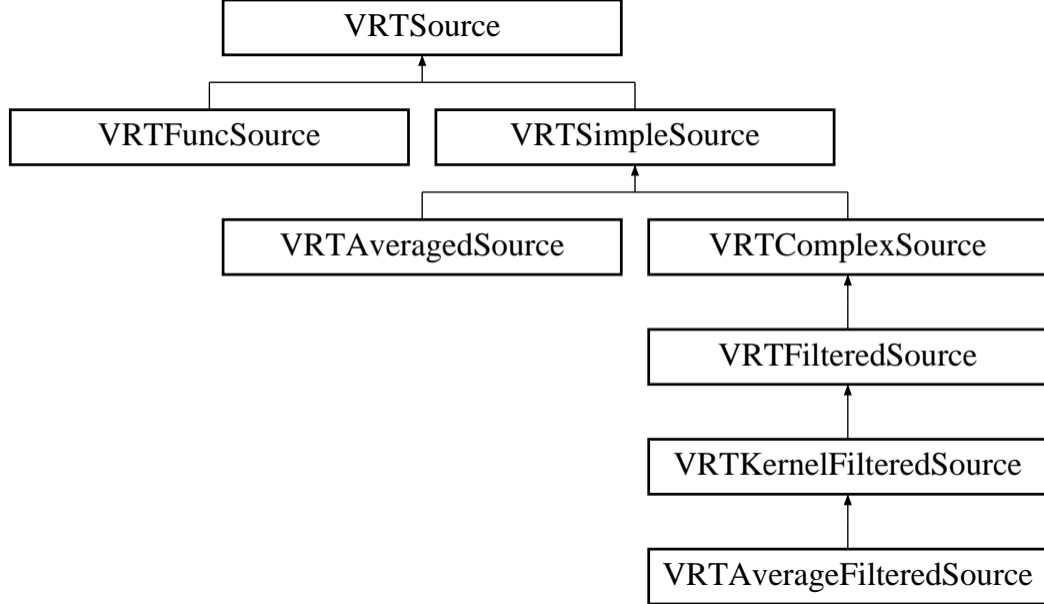 VRTSource
VRTFuncSource
VRTSimpleSource
VRTAveragedSource
VRTComplexSource
VRTFilteredSource
VRTKernelFilteredSource
VRTAverageFilteredSource